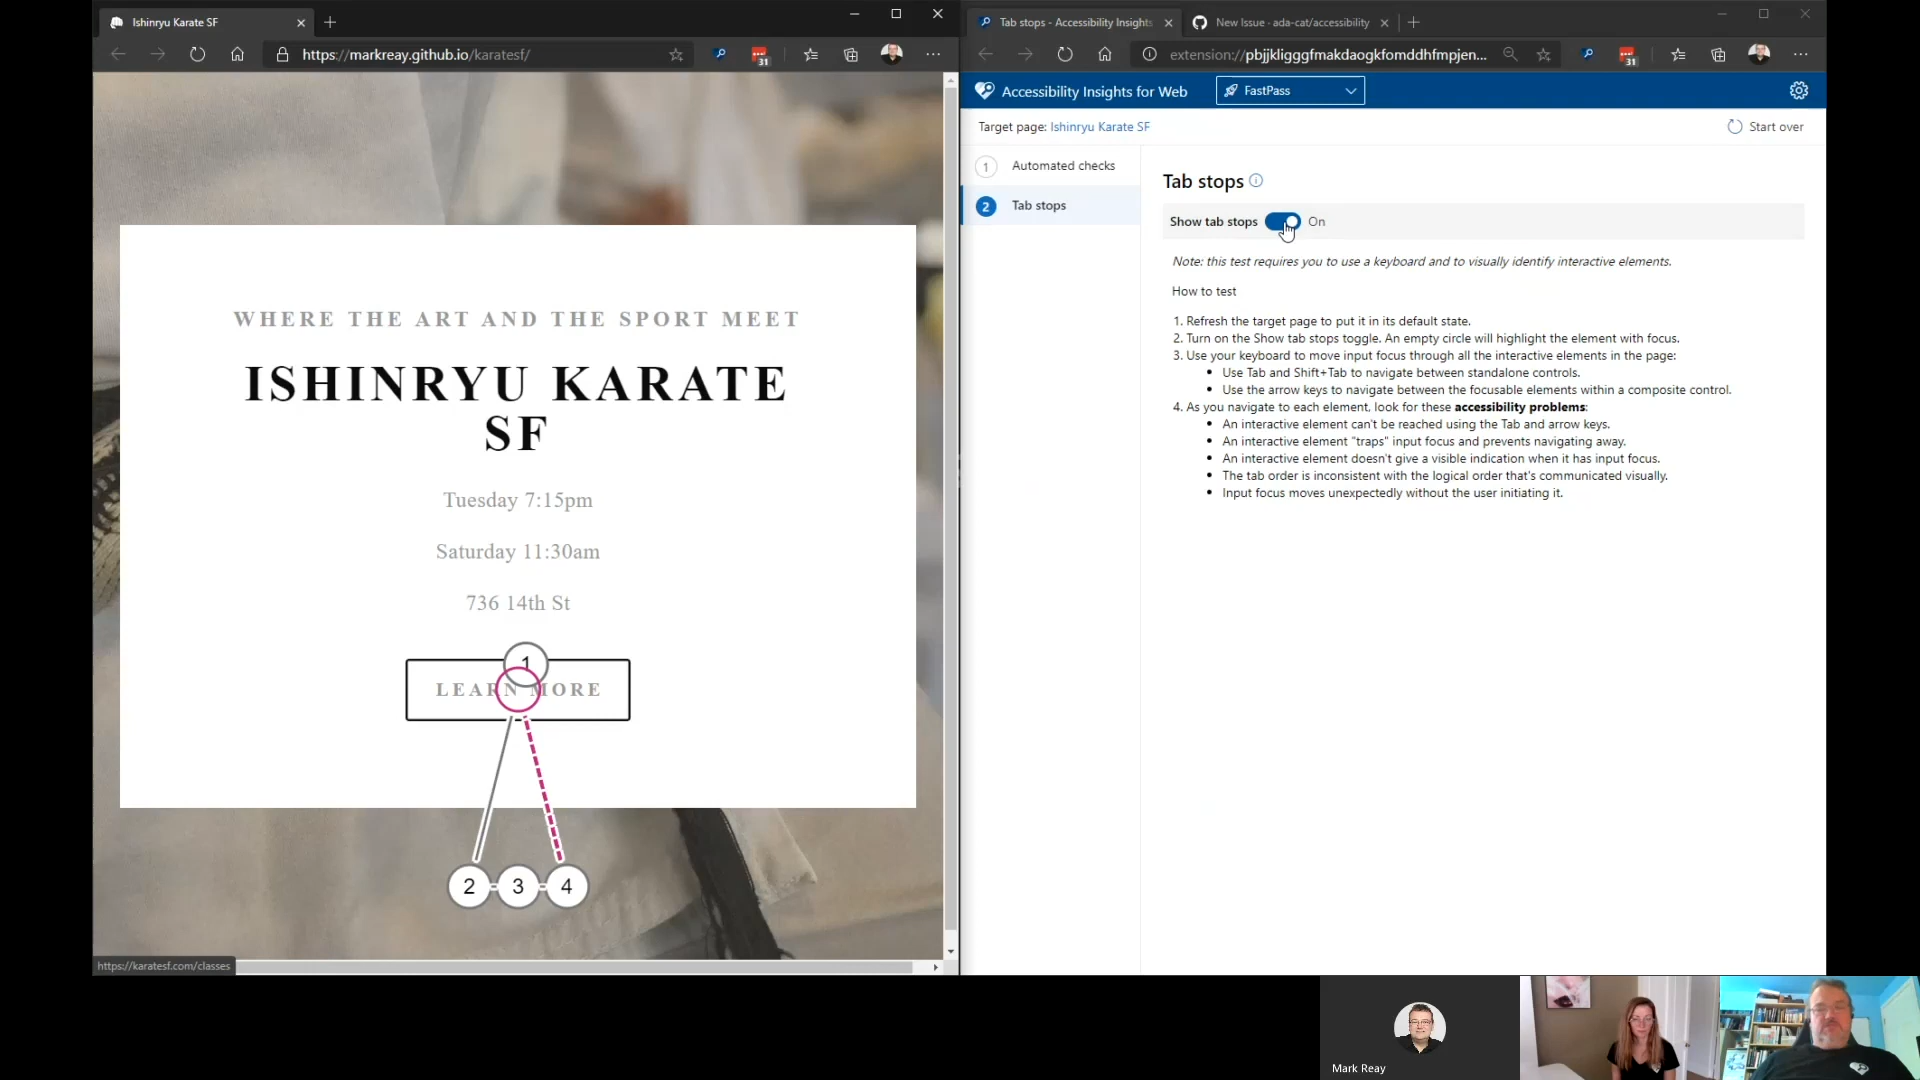 Ishinryu Karate SF
https://markreay.github.io/karatesf/
31
WHERE THE ART AND THE SPORT MEET
ISHINRYU KARATE
SF
Tuesday 7:15pm
Saturday 11:30am
736 14th St
1
LEARN MORE
2 3 4
https://karatesf.com/classes
Tab stops - Accessibility Insights
New Issue · ada-cat/accessibility
extension://pbjjkligggfmakdaogkfomddhfmpjen...
31
Accessibility Insights for Web
FastPass
Target page: Ishinryu Karate SF
Start over
1 Automated checks
2 Tab stops
Tab stops
Show tab stops On
Note: this test requires you to use a keyboard and to visually identify interactive elements.
How to test
1. Refresh the target page to put it in its default state.
2. Turn on the Show tab stops toggle. An empty circle will highlight the element with focus.
3. Use your keyboard to move input focus through all the interactive elements in the page:
• Use Tab and Shift+Tab to navigate between standalone controls.
• Use the arrow keys to navigate between the focusable elements within a composite control.
4. As you navigate to each element, look for these accessibility problems:
• An interactive element can't be reached using the Tab and arrow keys.
• An interactive element "traps" input focus and prevents navigating away.
• An interactive element doesn't give a visible indication when it has input focus.
• The tab order is inconsistent with the logical order that's communicated visually.
• Input focus moves unexpectedly without the user initiating it.
Mark Reay